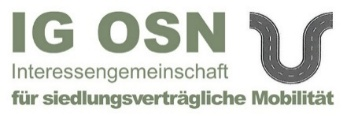 IG OSN
Interessengemeinschaft
für siedlungsverträgliche Mobilität